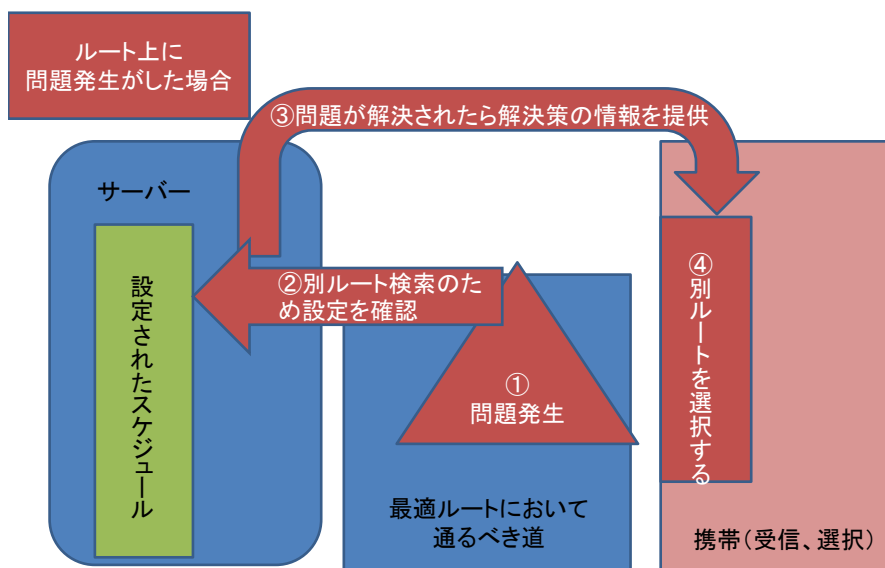 ルート上に
問題発生がした場合
③問題が解決されたら解決策の情報を提供
サーバー
設定されたスケジュール
②別ルート検索のた
め設定を確認
①
問題発生
最適ルートにおいて
通るべき道
④別ルートを選択する
携帯(受信、選択)